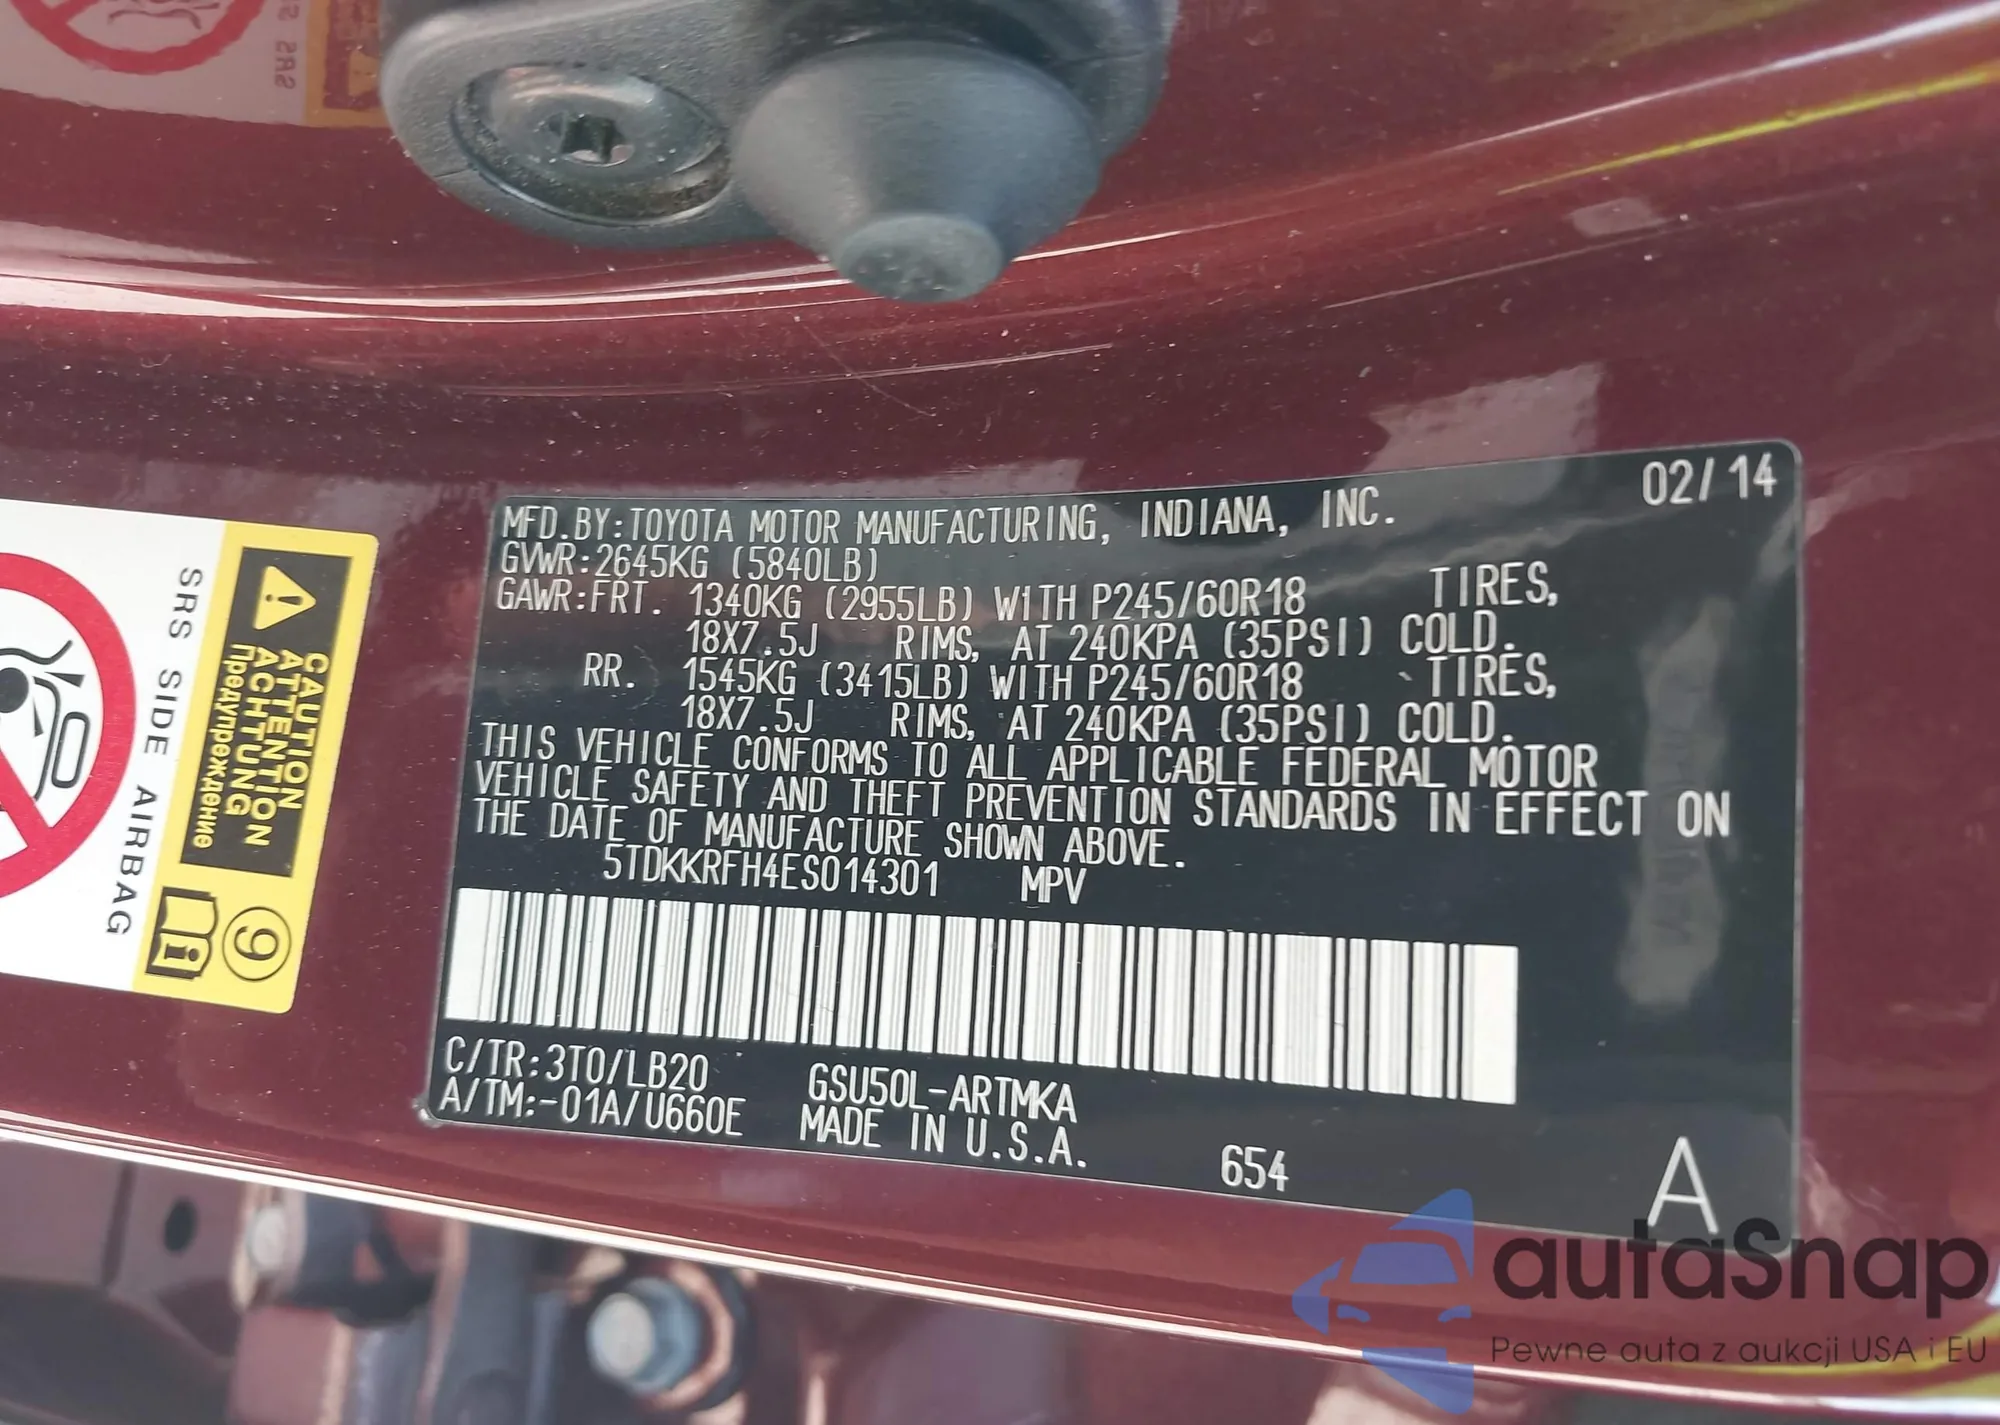 SRS
02/14
MFD.BY:TOYOTA MOTOR MANUFACTURING, INDIANA, INC.
GVWR:2645KG (5840LB)
GAWR:FRT. 1340KG (2955LB) WITH P245/60R18 TIRES,
18X7.5J RIMS, AT 240KPA (35PSI) COLD.
RR. 1545KG (3415LB) WITH P245/60R18 TIRES,
18X7.5J RIMS, AT 240KPA (35PSI) COLD.
THIS VEHICLE CONFORMS TO ALL APPLICABLE FEDERAL MOTOR
VEHICLE SAFETY AND THEFT PREVENTION STANDARDS IN EFFECT ON
THE DATE OF MANUFACTURE SHOWN ABOVE.
5TDKKRFH4ES014301 MPV
C/TR:3T0/LB20 GSU50L-ARTMKA
A/TM:-01A/U660E MADE IN U.S.A.
654
A
CAUTION
ATTENTION
ACHTUNG
Предупреждение
9
i
SRS SIDE AIRBAG
autaSnap
Pewne auta z aukcji USA i EU